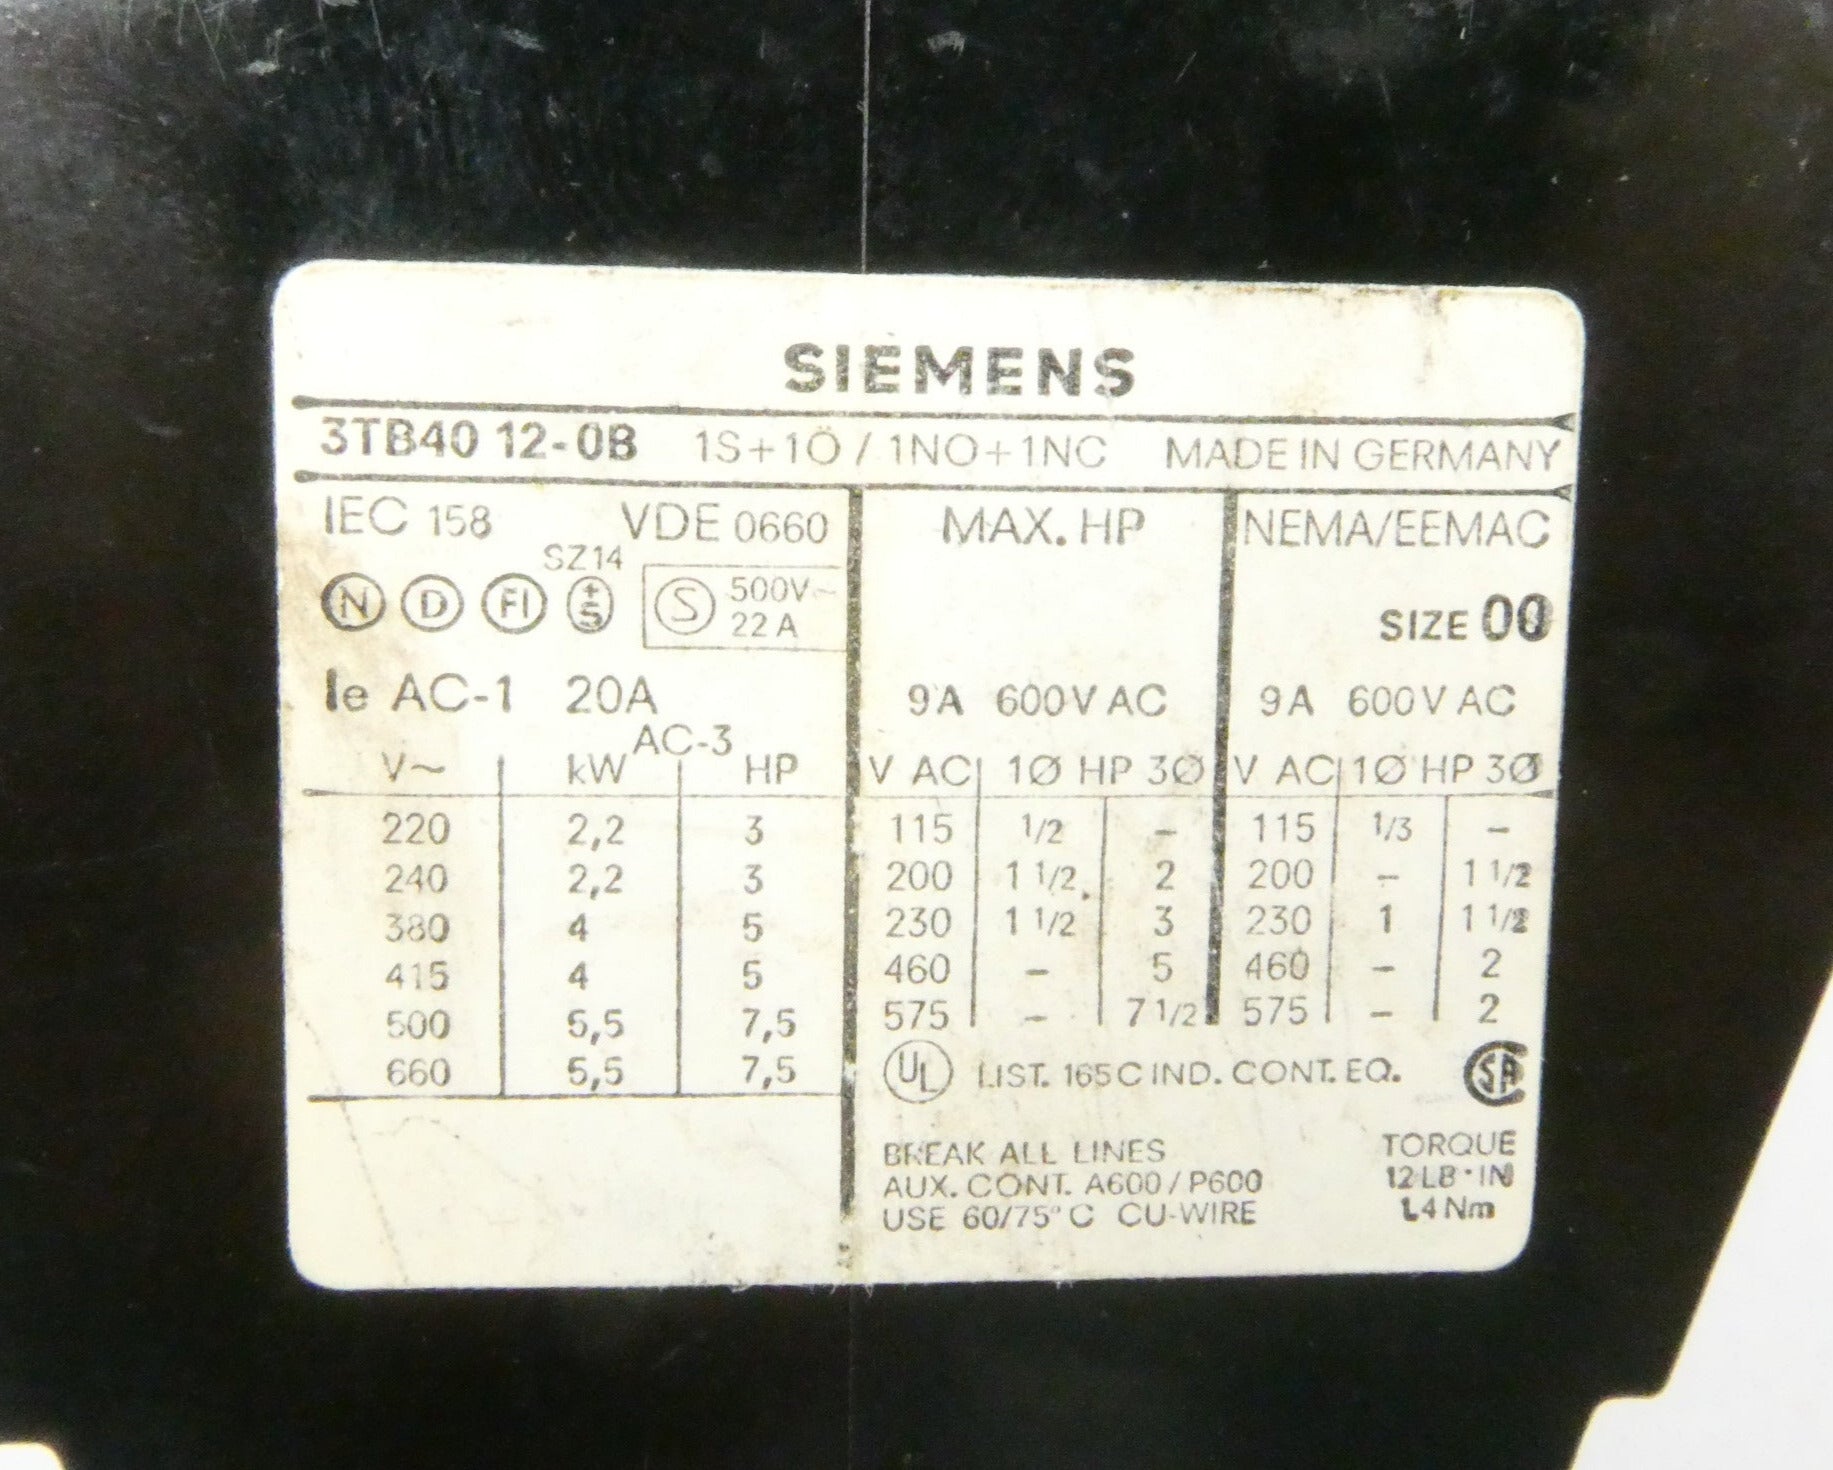 SIEMENS
3TB40 12-0B 1S+1Ö / 1NO+1NC MADE IN GERMANY
IEC 158 VDE 0660
SZ14
N D FI +S S 500V~
22 A
Ie AC-1 20A
AC-3
V~ kW HP
220 2,2 3
240 2,2 3
380 4 5
415 4 5
500 5,5 7,5
660 5,5 7,5
MAX. HP
9A 600V AC
V AC 1Ø HP 3Ø
115 1/2 -
200 1 1/2 2
230 1 1/2 3
460 - 5
575 - 7 1/2
NEMA/EEMAC
SIZE 00
9A 600V AC
V AC 1Ø HP 3Ø
115 1/3 -
200 - 1 1/2
230 1 1 1/2
460 - 2
575 - 2
UL LIST. 165C IND. CONT. EQ. SA
BREAK ALL LINES
AUX. CONT. A600 / P600
USE 60/75°C CU-WIRE
TORQUE
12 LB·IN
1.4 Nm